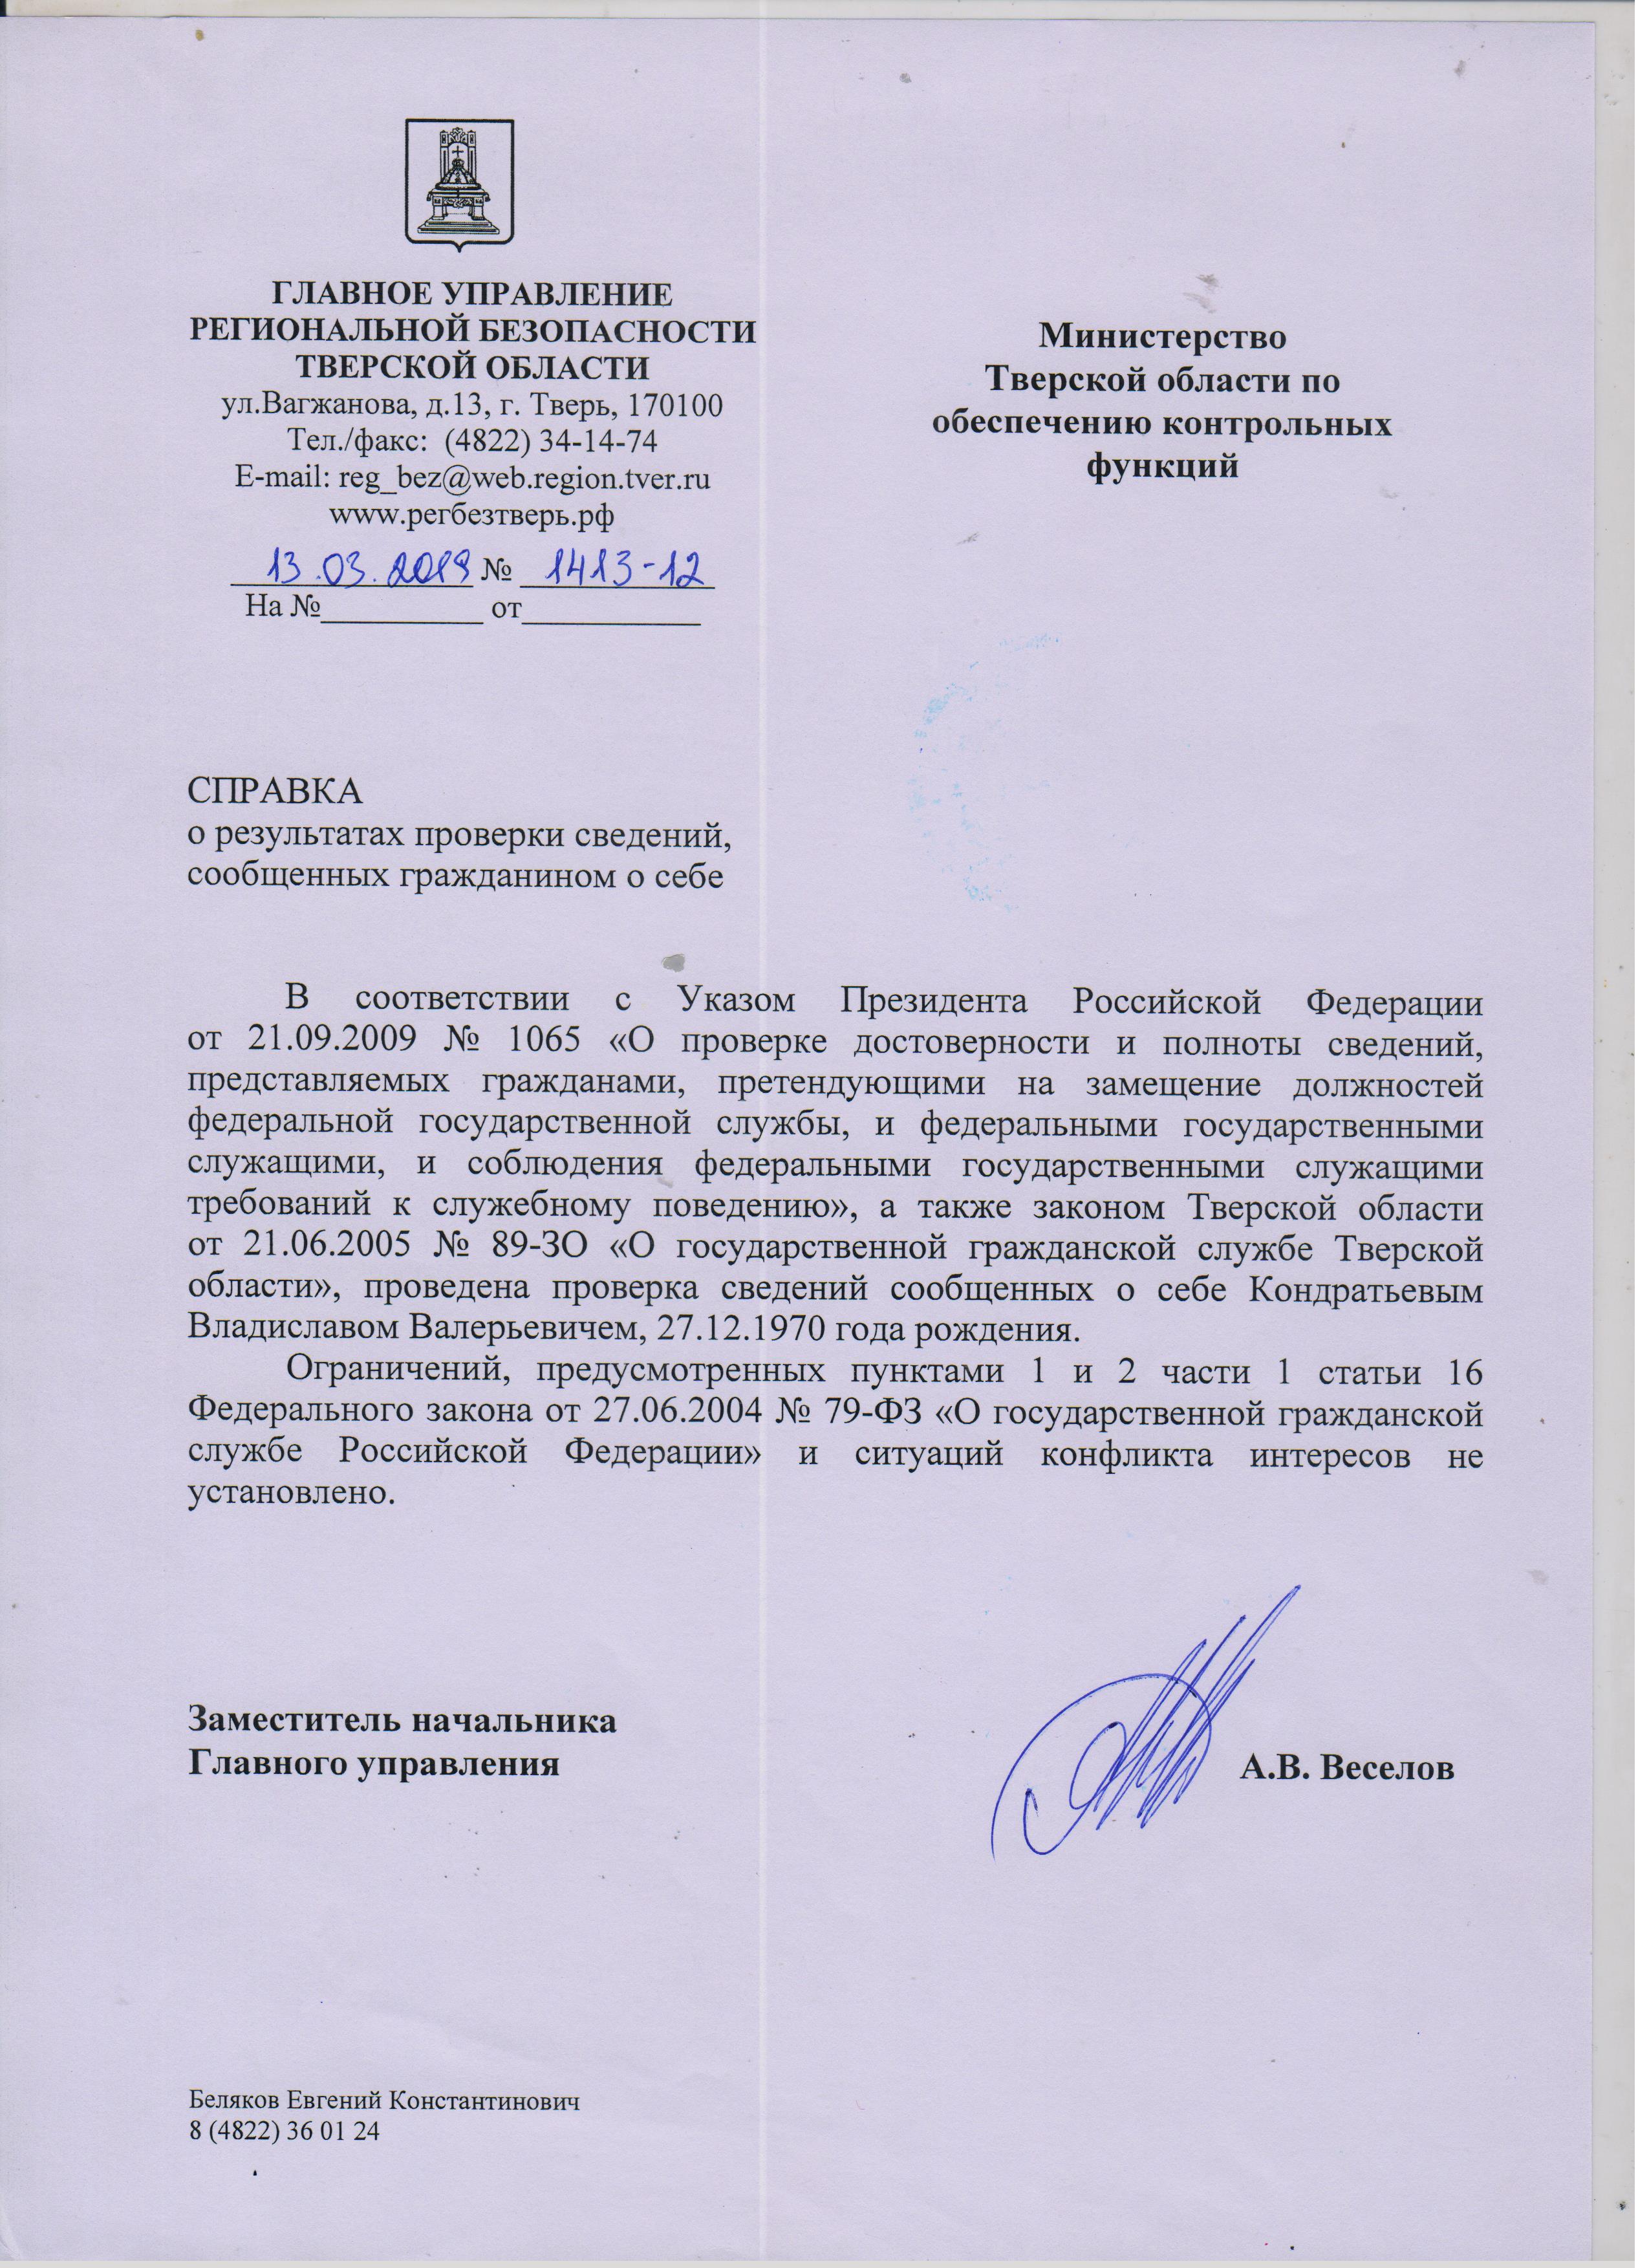 ГЛАВНОЕ УПРАВЛЕНИЕ
РЕГИОНАЛЬНОЙ БЕЗОПАСНОСТИ
ТВЕРСКОЙ ОБЛАСТИ
ул.Вагжанова, д.13, г. Тверь, 170100
Тел./факс: (4822) 34-14-74
E-mail: reg_bez@web.region.tver.ru
www.регбезтверь.рф
13.03.2019 № 1413-12
На №___________ от____________
Министерство
Тверской области по
обеспечению контрольных
функций
СПРАВКА
о результатах проверки сведений,
сообщенных гражданином о себе
В соответствии с Указом Президента Российской Федерации
от 21.09.2009 № 1065 «О проверке достоверности и полноты сведений,
представляемых гражданами, претендующими на замещение должностей
федеральной государственной службы, и федеральными государственными
служащими, и соблюдения федеральными государственными служащими
требований к служебному поведению», а также законом Тверской области
от 21.06.2005 № 89-ЗО «О государственной гражданской службе Тверской
области», проведена проверка сведений сообщенных о себе Кондратьевым
Владиславом Валерьевичем, 27.12.1970 года рождения.
Ограничений, предусмотренных пунктами 1 и 2 части 1 статьи 16
Федерального закона от 27.06.2004 № 79-ФЗ «О государственной гражданской
службе Российской Федерации» и ситуаций конфликта интересов не
установлено.
Заместитель начальника
Главного управления
А.В. Веселов
Беляков Евгений Константинович
8 (4822) 36 01 24